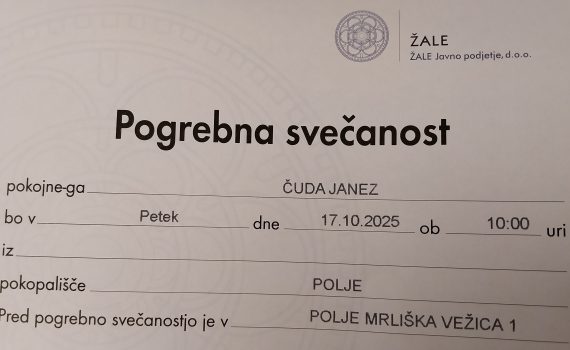 ŽALE
ŽALE Javno podjetje, d.o.o.
Pogrebna svečanost
pokojne-ga ČUDA JANEZ
bo v Petek dne 17.10.2025 ob 10:00 uri
iz
pokopališče POLJE
Pred pogrebno svečanostjo je v POLJE MRLIŠKA VEŽICA 1